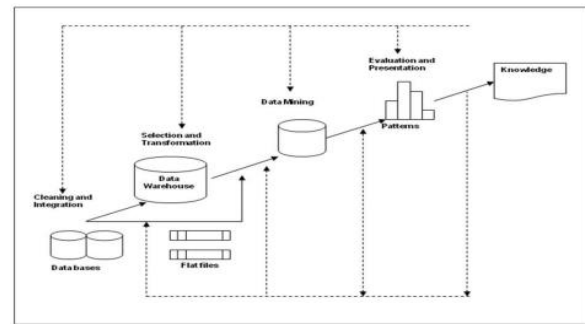 Evaluation and
Presentation
Knowledge
Data Mining
Patterns
Selection and
Transformation
Data
Warehouse
Cleaning and
Integration
Data bases
Flat files